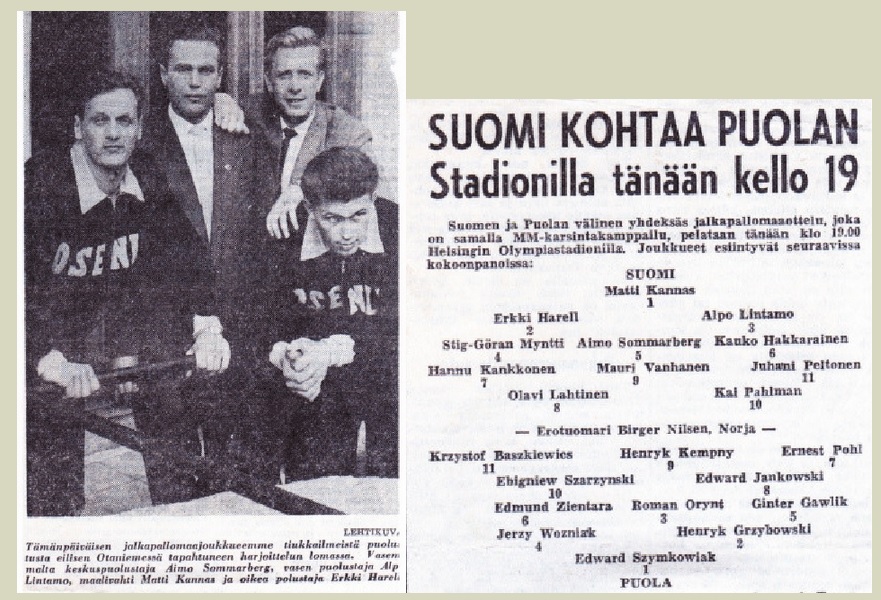 OSENI
OSENI
LEHTIKUV.
Tämänpäiväisen jalkapallomaajoukkueemme tiukkailmeistä puolu-
tusta eilisen Otaniemessä tapahtuneen harjoittelun lomassa. Vasem
malta keskuspuolustaja Aimo Sommarberg, vasen puolustaja Alp
Lintamo, maalivahti Matti Kannas ja oikea polustaja Erkki Harell
SUOMI KOHTAA PUOLAN
Stadionilla tänään kello 19
Suomen ja Puolan välinen yhdeksäs jalkapallomaaottelu, joka
on samalla MM-karsintakamppailu, pelataan tänään klo 19.00
Helsingin Olympiastadionilla. Joukkueet esiintyvät seuraavissa
kokoonpanoissa:
SUOMI
Matti Kannas
1
Erkki Harell Alpo Lintamo
2 3
Stig-Göran Myntti Aimo Sommarberg Kauko Hakkarainen
4 5 6
Hannu Kankkonen Mauri Vanhanen Juhani Peltonen
7 9 11
Olavi Lahtinen Kai Pahlman
8 10
— Erotuomari Birger Nilsen, Norja —
Krzystof Baszkiewics Henryk Kempny Ernest Pohl
11 9 7
Ebigniew Szarzynski Edward Jankowski
10 8
Edmund Zientara Roman Orynt Ginter Gawlik
6 3 5
Jerzy Wozniak Henryk Grzybowski
4 2
Edward Szymkowiak
1
PUOLA